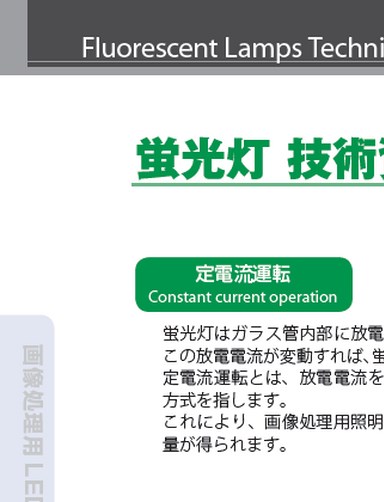 Fluorescent Lamps Techni
蛍光灯 技術
定電流運転
Constant current operation
蛍光灯はガラス管内部に放電
この放電電流が変動すれば、蛍
定電流運転とは、放電電流を
方式を指します。
これにより、画像処理用照明
量が得られます。
画像処理用 LED